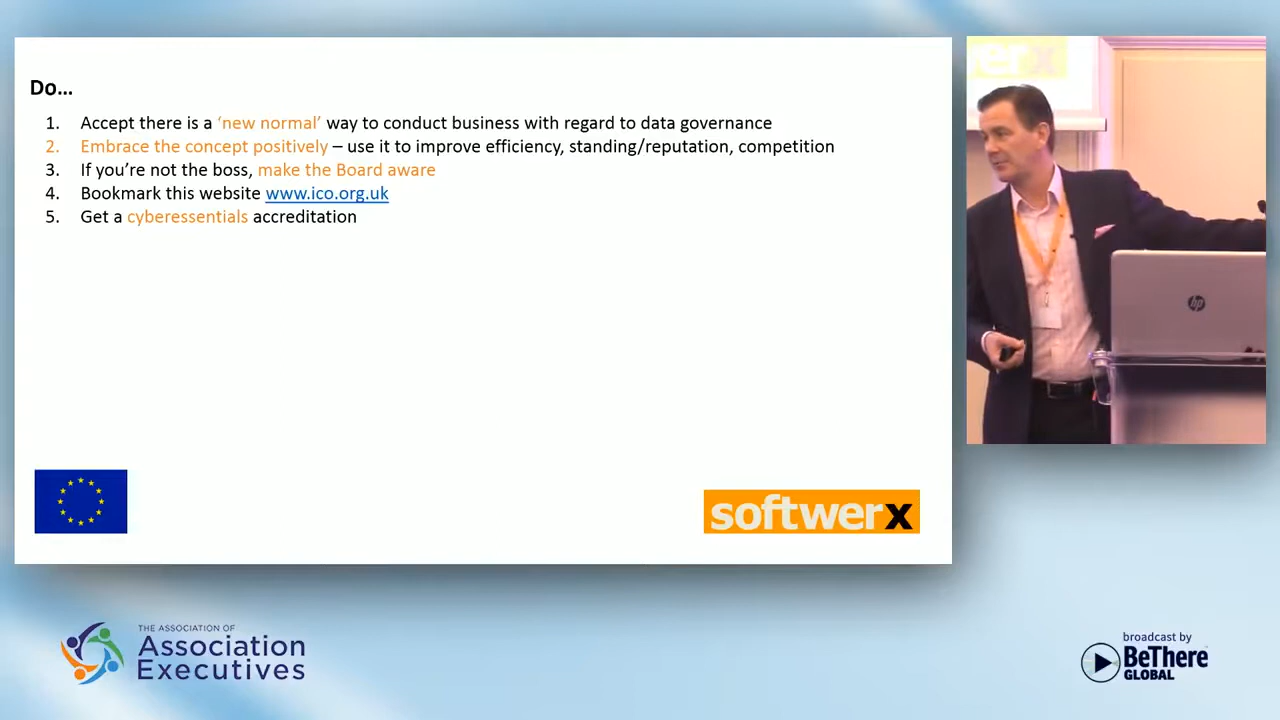 Do...
1. Accept there is a ‘new normal’ way to conduct business with regard to data governance
2. Embrace the concept positively – use it to improve efficiency, standing/reputation, competition
3. If you’re not the boss, make the Board aware
4. Bookmark this website www.ico.org.uk
5. Get a cyberessentials accreditation
softwerx
erx
hp
THE ASSOCIATION OF
Association
Executives
broadcast by
BeThere
GLOBAL